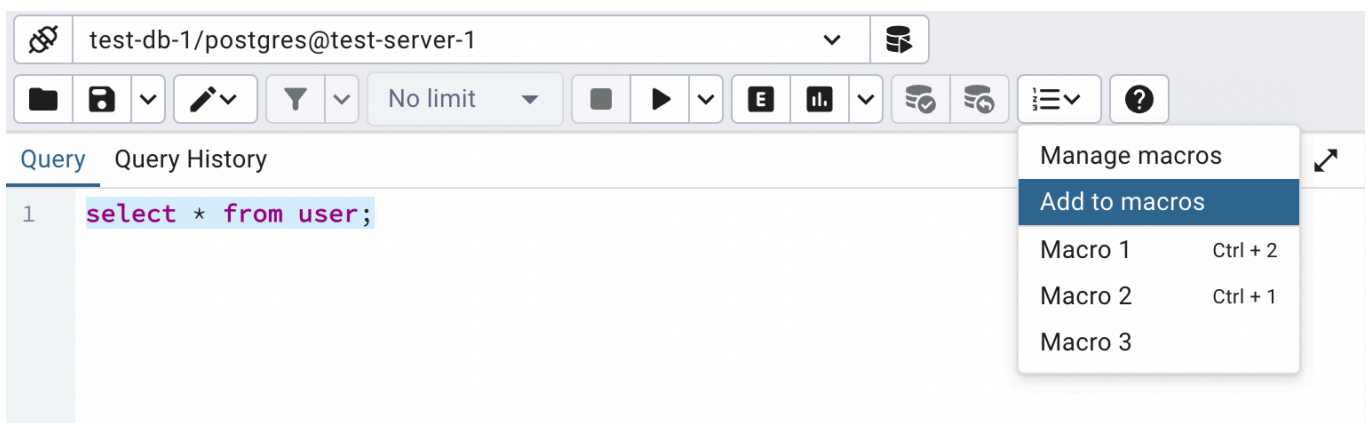 test-db-1/postgres@test-server-1
No limit E
Query Query History
Manage macros
Add to macros
1 select * from user;
Macro 1 Ctrl + 2
Macro 2 Ctrl + 1
Macro 3